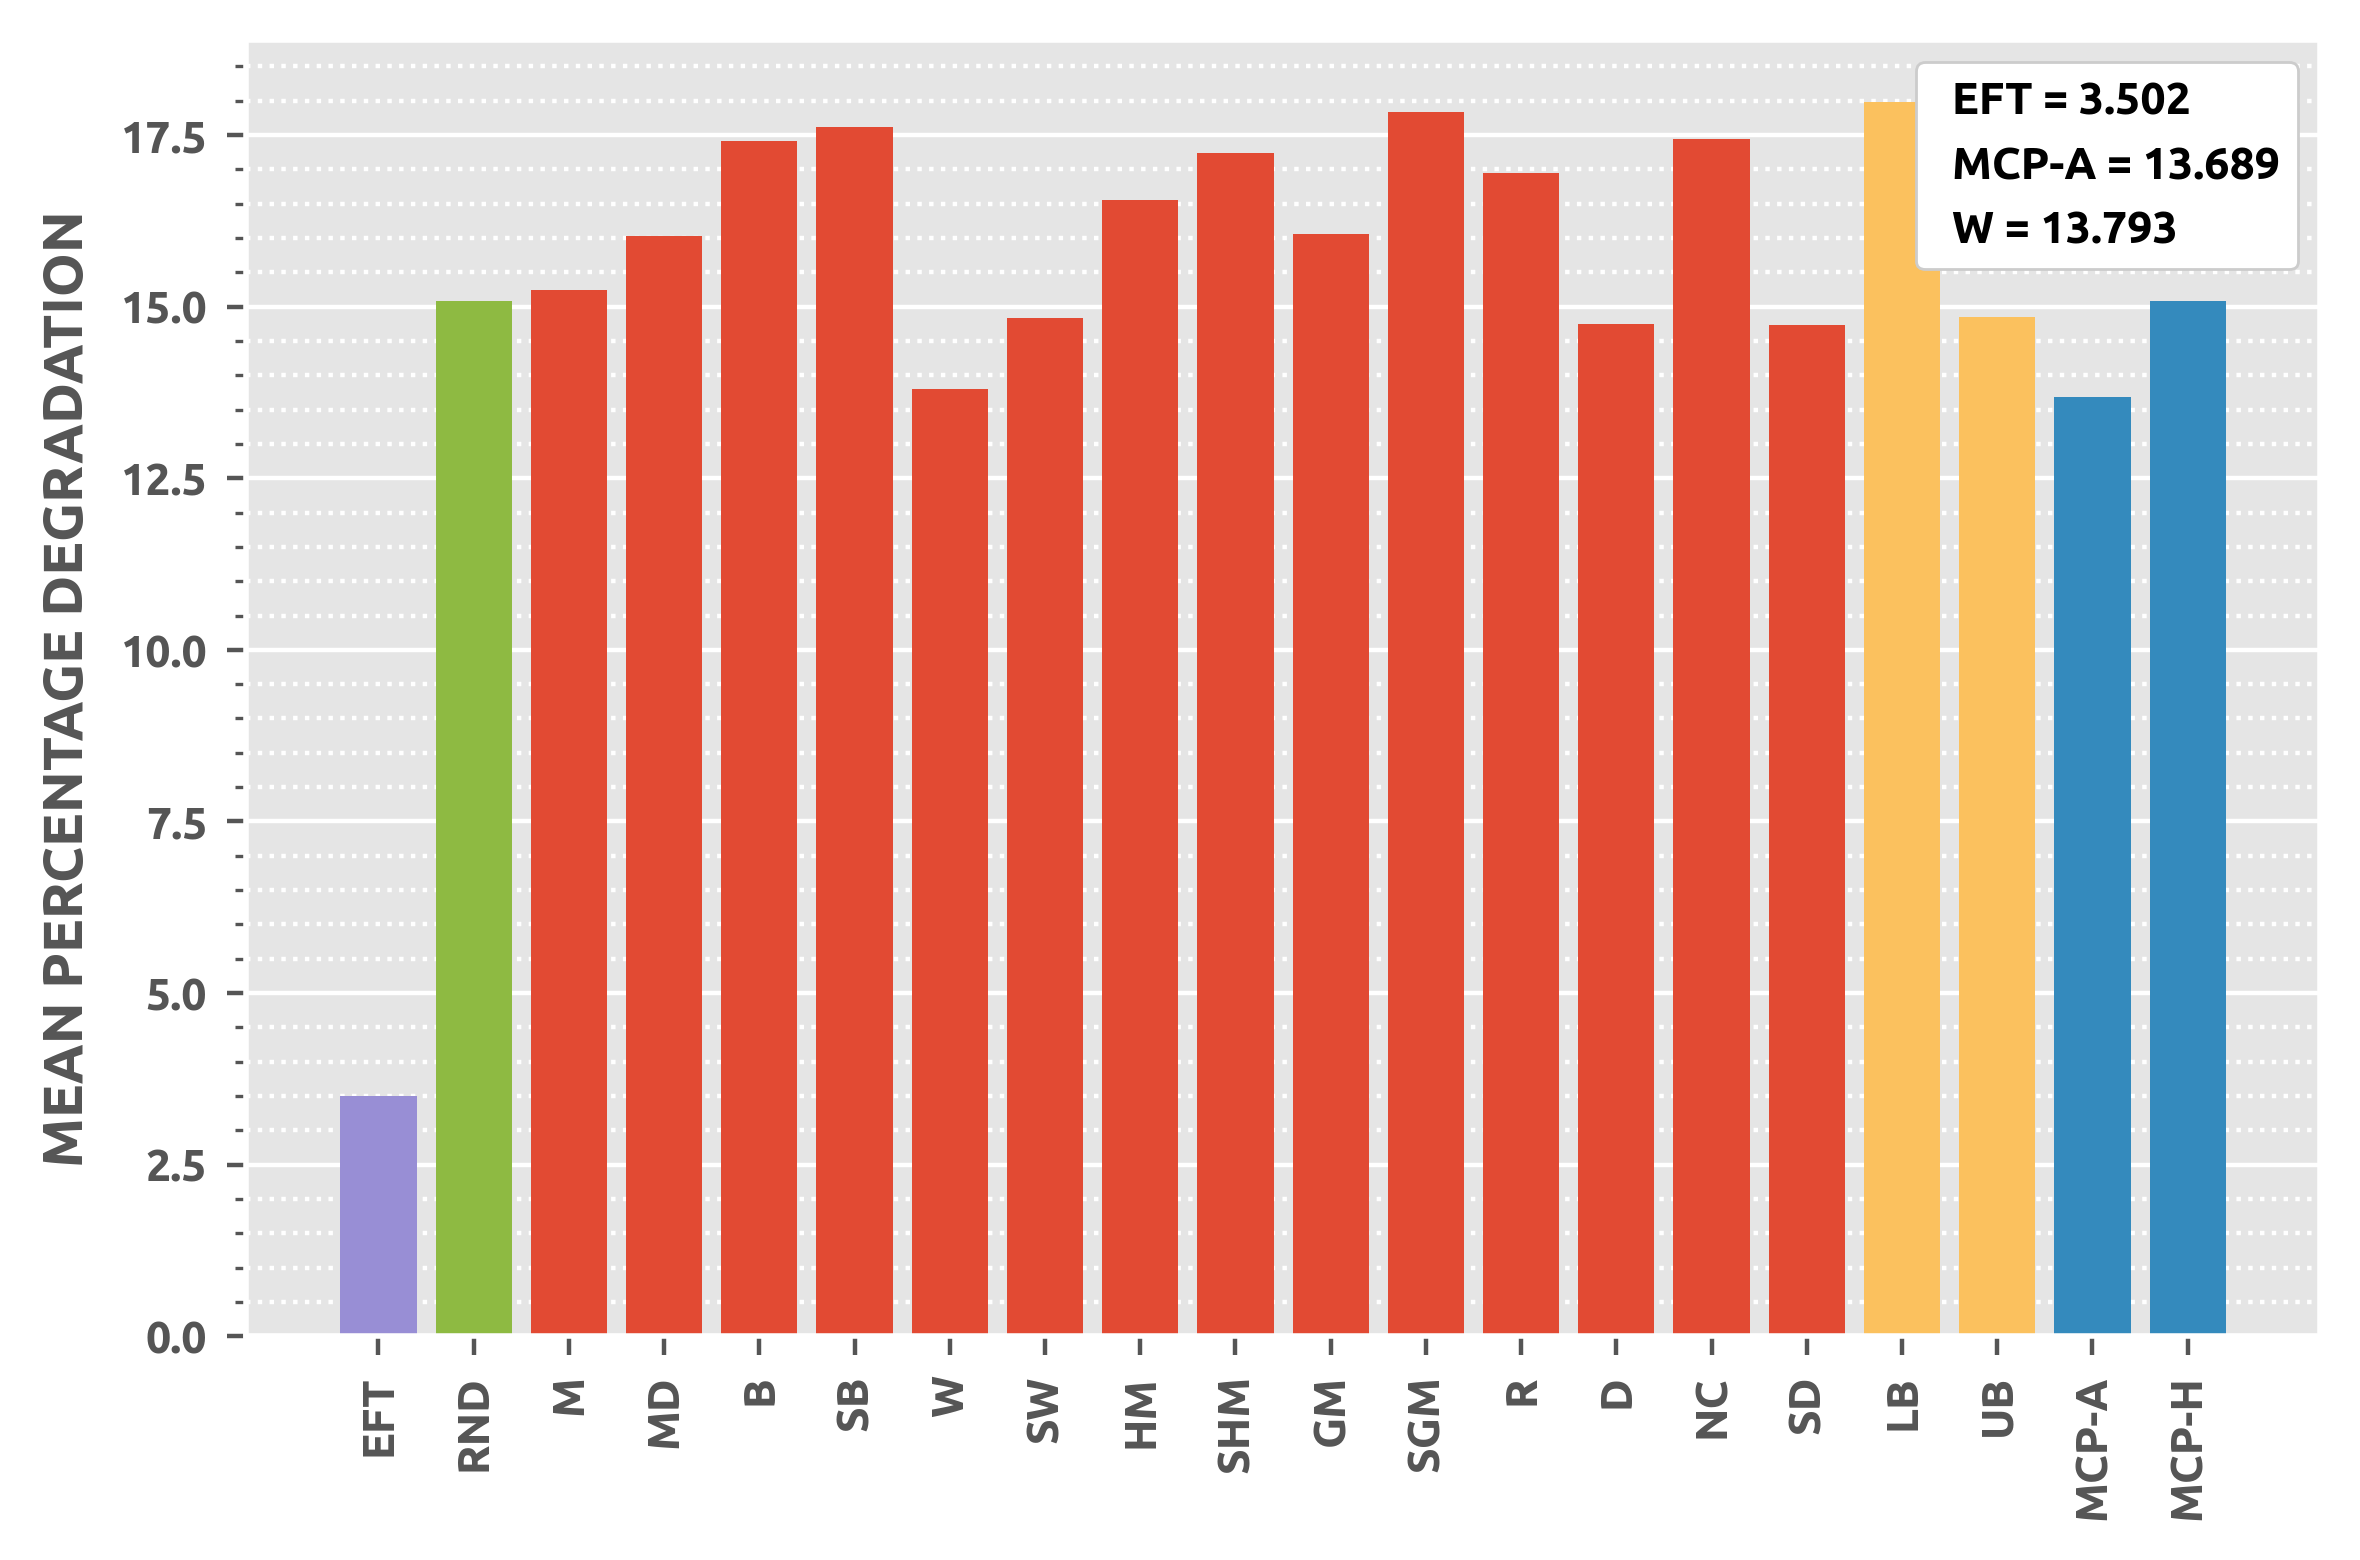 MEAN PERCENTAGE DEGRADATION
17.5
15.0
12.5
10.0
7.5
5.0
2.5
0.0
EFT = 3.502
MCP-A = 13.689
W = 13.793
EFT
RND
M
MD
B
SB
W
SW
HM
SHM
GM
SGM
R
D
NC
SD
LB
UB
MCP-A
MCP-H